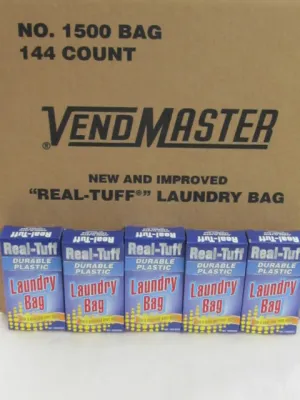 NO. 1500 BAG
144 COUNT
VENDMASTER
®
NEW AND IMPROVED
"REAL-TUFF®" LAUNDRY BAG
Real-Tuff Real-Tuff Real-Tuff Real-Tuff Real-Tuff
DURABLE DURABLE DURABLE DURABLE DURABLE
PLASTIC PLASTIC PLASTIC PLASTIC PLASTIC
Laundry Laundry Laundry Laundry Laundry
Bag Bag Bag Bag Bag